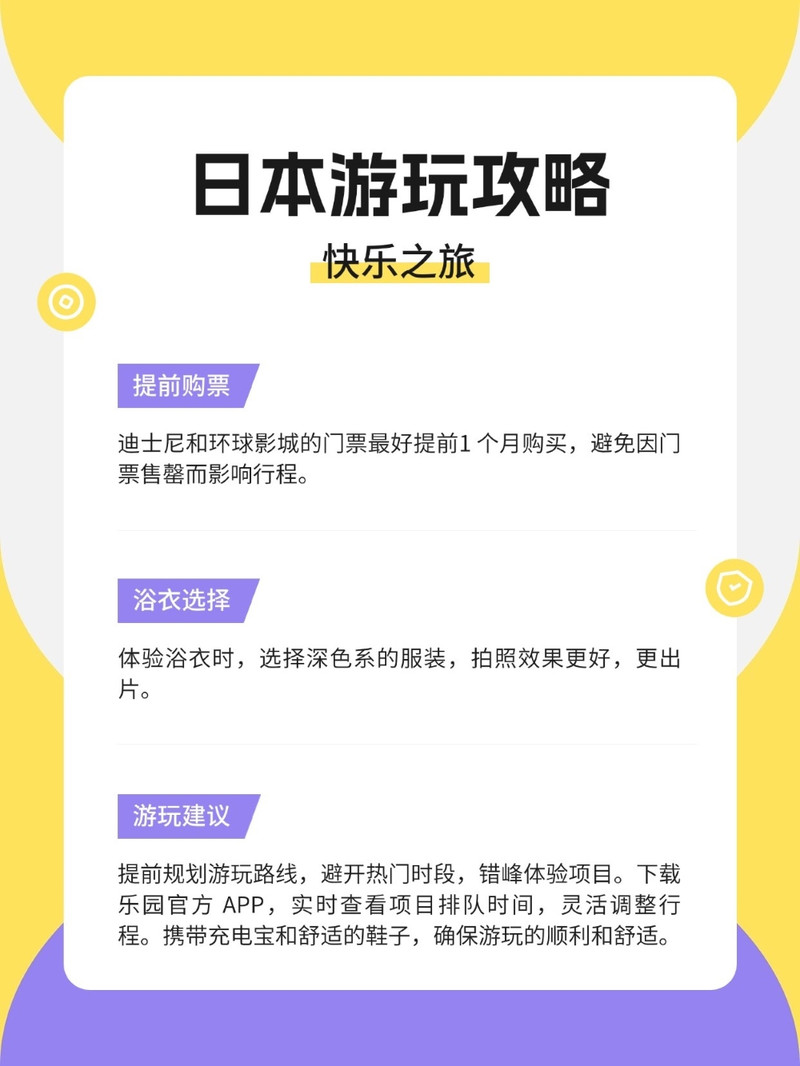 日本游玩攻略
快乐之旅
提前购票
迪士尼和环球影城的门票最好提前1个月购买，避免因门
票售罄而影响行程。
浴衣选择
体验浴衣时，选择深色系的服装，拍照效果更好，更出
片。
游玩建议
提前规划游玩路线，避开热门时段，错峰体验项目。下载
乐园官方 APP，实时查看项目排队时间，灵活调整行
程。携带充电宝和舒适的鞋子，确保游玩的顺利和舒适。